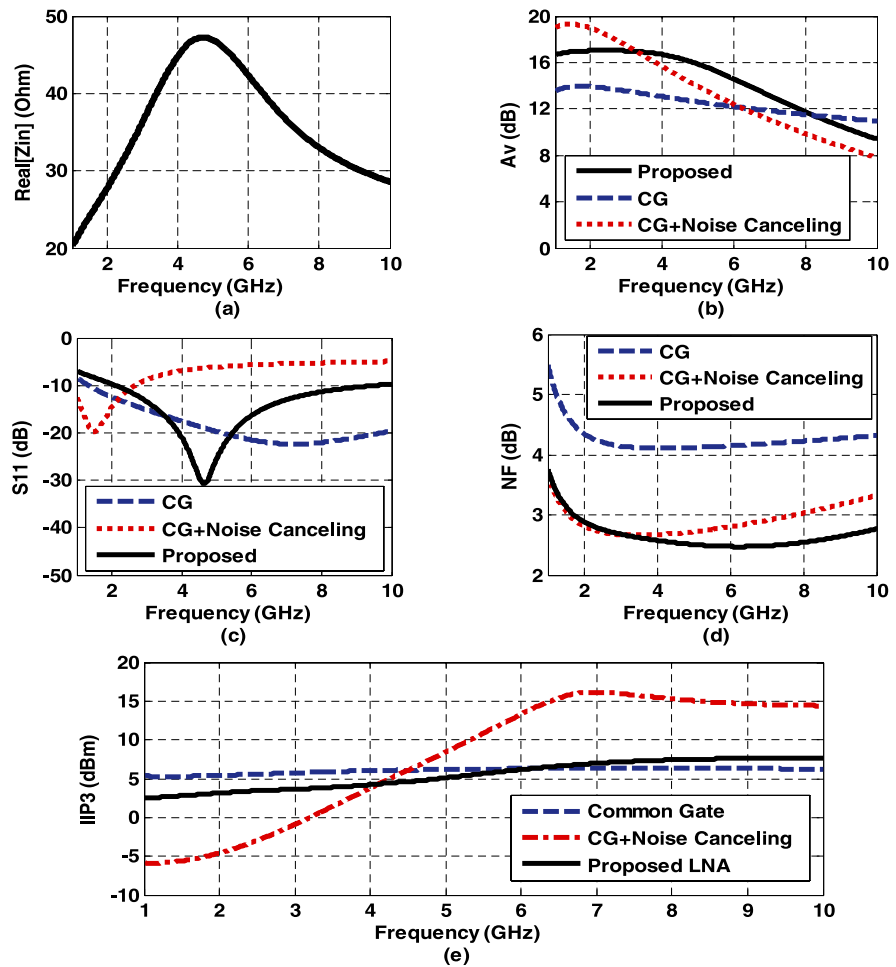 50
40
30
20
Real[Zin] (Ohm)
2 4 6 8 10
Frequency (GHz)
(a)
20
16
12
8
4
0
Av (dB)
Proposed
CG
CG+Noise Canceling
2 4 6 8 10
Frequency (GHz)
(b)
0
-10
-20
-30
-40
-50
S11 (dB)
CG
CG+Noise Canceling
Proposed
2 4 6 8 10
Frequency (GHz)
(c)
6
5
4
3
2
NF (dB)
CG
CG+Noise Canceling
Proposed
2 4 6 8 10
Frequency (GHz)
(d)
20
15
10
5
0
-5
-10
IIP3 (dBm)
Common Gate
CG+Noise Canceling
Proposed LNA
1 2 3 4 5 6 7 8 9 10
Frequency (GHz)
(e)